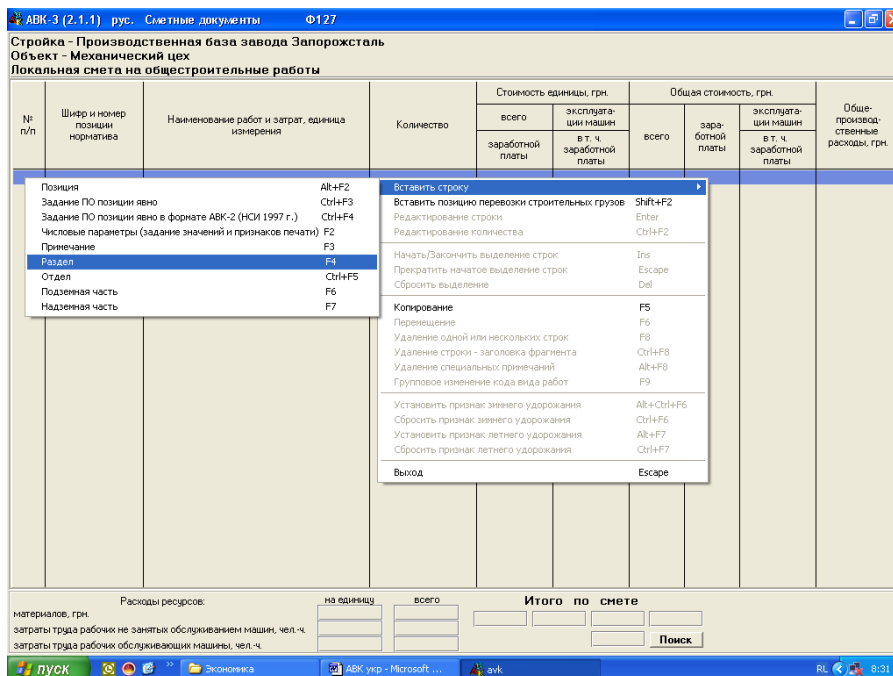 АВК-3 (2.1.1) рус. Сметные документы Ф127
Стройка - Производственная база завода Запорожсталь
Объект - Механический цех
Локальная смета на общестроительные работы
№ п/п
Шифр и номер позиции норматива
Наименование работ и затрат, единица измерения
Количество
Стоимость единицы, грн.
всего
заработной платы
эксплуата-ции машин
в т. ч. заработной платы
Общая стоимость, грн.
всего
зара-ботной платы
эксплуата-ции машин
в т. ч. заработной платы
Обще-производ-ственные расходы, грн.
Позиция Alt+F2
Задание ПО позиции явно Ctrl+F3
Задание ПО позиции явно в формате АВК-2 (НСИ 1997 г.) Ctrl+F4
Числовые параметры (задание значений и признаков печати) F2
Примечание F3
Раздел F4
Отдел Ctrl+F5
Подземная часть F6
Надземная часть F7
Вставить строку
Вставить позицию перевозки строительных грузов Shift+F2
Редактирование строки Enter
Редактирование количества Ctrl+F2
Начать/Закончить выделение строк Ins
Прекратить начатое выделение строк Escape
Сбросить выделение Del
Копирование F5
Перемещение F6
Удаление одной или нескольких строк F8
Удаление строки - заголовка фрагмента Ctrl+F8
Удаление специальных примечаний Alt+F8
Групповое изменение кода вида работ F9
Установить признак зимнего удорожания Alt+Ctrl+F6
Сбросить признак зимнего удорожания Ctrl+F6
Установить признак летнего удорожания Alt+F7
Сбросить признак летнего удорожания Ctrl+F7
Выход Escape
Расходы ресурсов: на единицу всего Итого по смете
материалов, грн.
затраты труда рабочих не занятых обслуживанием машин, чел.-ч.
затраты труда рабочих обслуживающих машины, чел.-ч.
Поиск
пуск
Экономика
АВК укр - Microsoft ...
avk
RL
8:31